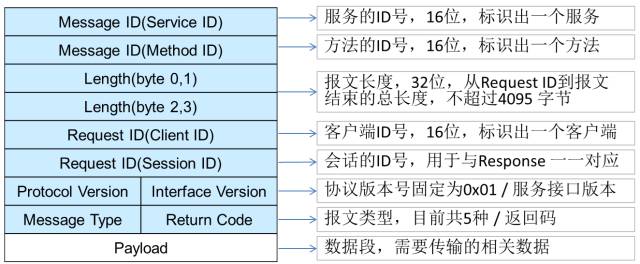 Message ID(Service ID)
服务的ID号，16位，标识出一个服务
Message ID(Method ID)
方法的ID号，16位，标识出一个方法
Length(byte 0,1)
Length(byte 2,3)
报文长度，32位，从Request ID到报文
结束的总长度，不超过4095 字节
Request ID(Client ID)
客户端ID号，16位，标识出一个客户端
Request ID(Session ID)
会话的ID号，用于与Response 一一对应
Protocol Version
Interface Version
协议版本号固定为0x01 / 服务接口版本
Message Type
Return Code
报文类型，目前共5种 / 返回码
Payload
数据段，需要传输的相关数据